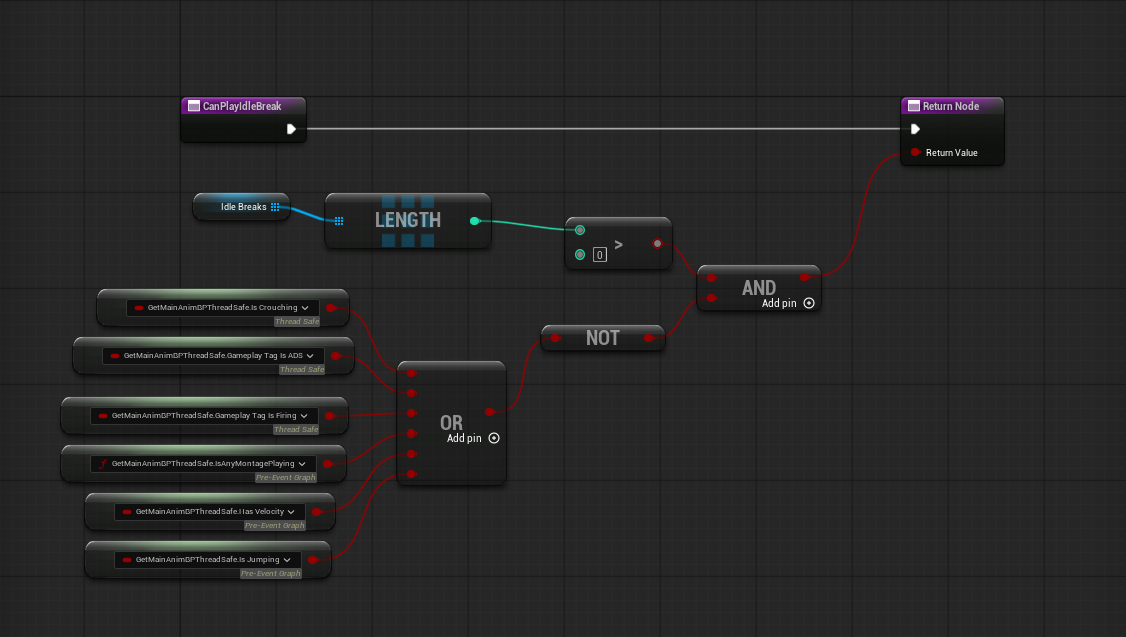 CanPlayIdleBreak
Return Node
Return Value
Idle Breaks
LENGTH
0
>
AND
Add pin
GetMainAnimBPThreadSafe.Is Crouching
Thread Safe
NOT
GetMainAnimBPThreadSafe.Gameplay Tag Is ADS
Thread Safe
GetMainAnimBPThreadSafe.Gameplay Tag Is Firing
Thread Safe
OR
Add pin
GetMainAnimBPThreadSafe.IsAnyMontagePlaying
Pre-Event Graph
GetMainAnimBPThreadSafe.Has Velocity
Pre-Event Graph
GetMainAnimBPThreadSafe.Is Jumping
Pre-Event Graph